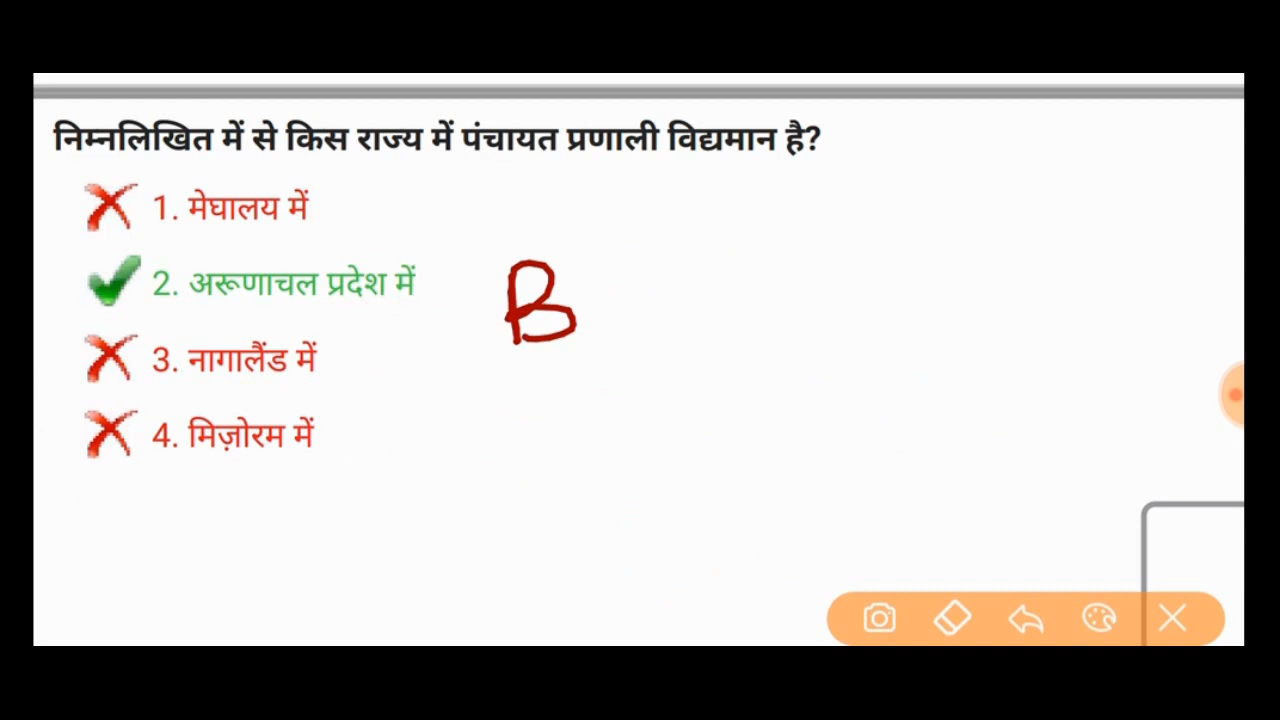 निम्नलिखित में से किस राज्य में पंचायत प्रणाली विद्यमान है?
1. मेघालय में
2. अरूणाचल प्रदेश में
B
3. नागालैंड में
4. मिज़ोरम में